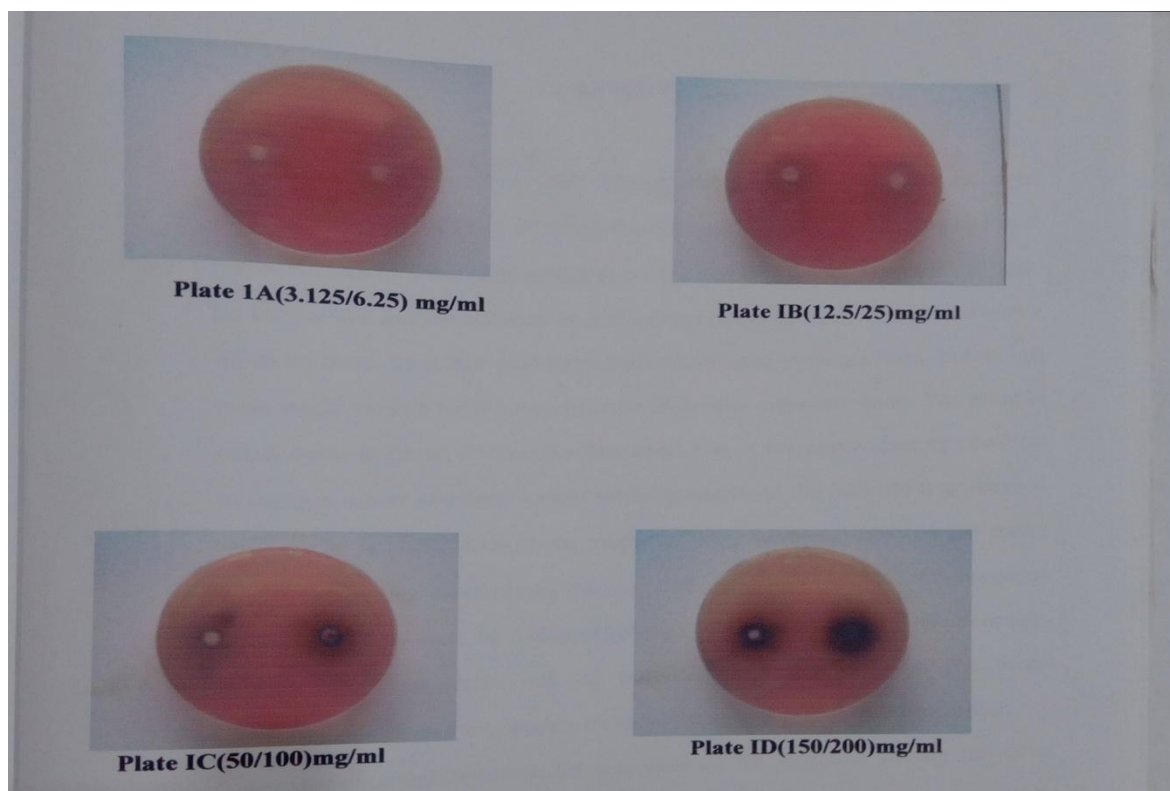 Plate 1A(3.125/6.25) mg/ml
Plate IB(12.5/25)mg/ml
Plate IC(50/100)mg/ml
Plate ID(150/200)mg/ml